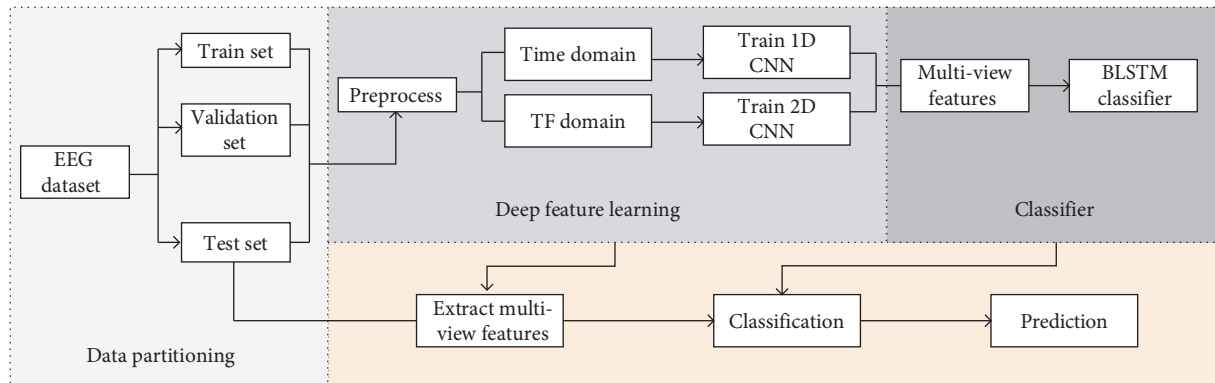 EEG
dataset
Train set
Validation
set
Test set
Data partitioning
Preprocess
Time domain
TF domain
Train 1D
CNN
Train 2D
CNN
Deep feature learning
Multi-view
features
BLSTM
classifier
Classifier
Extract multi-
view features
Classification
Prediction